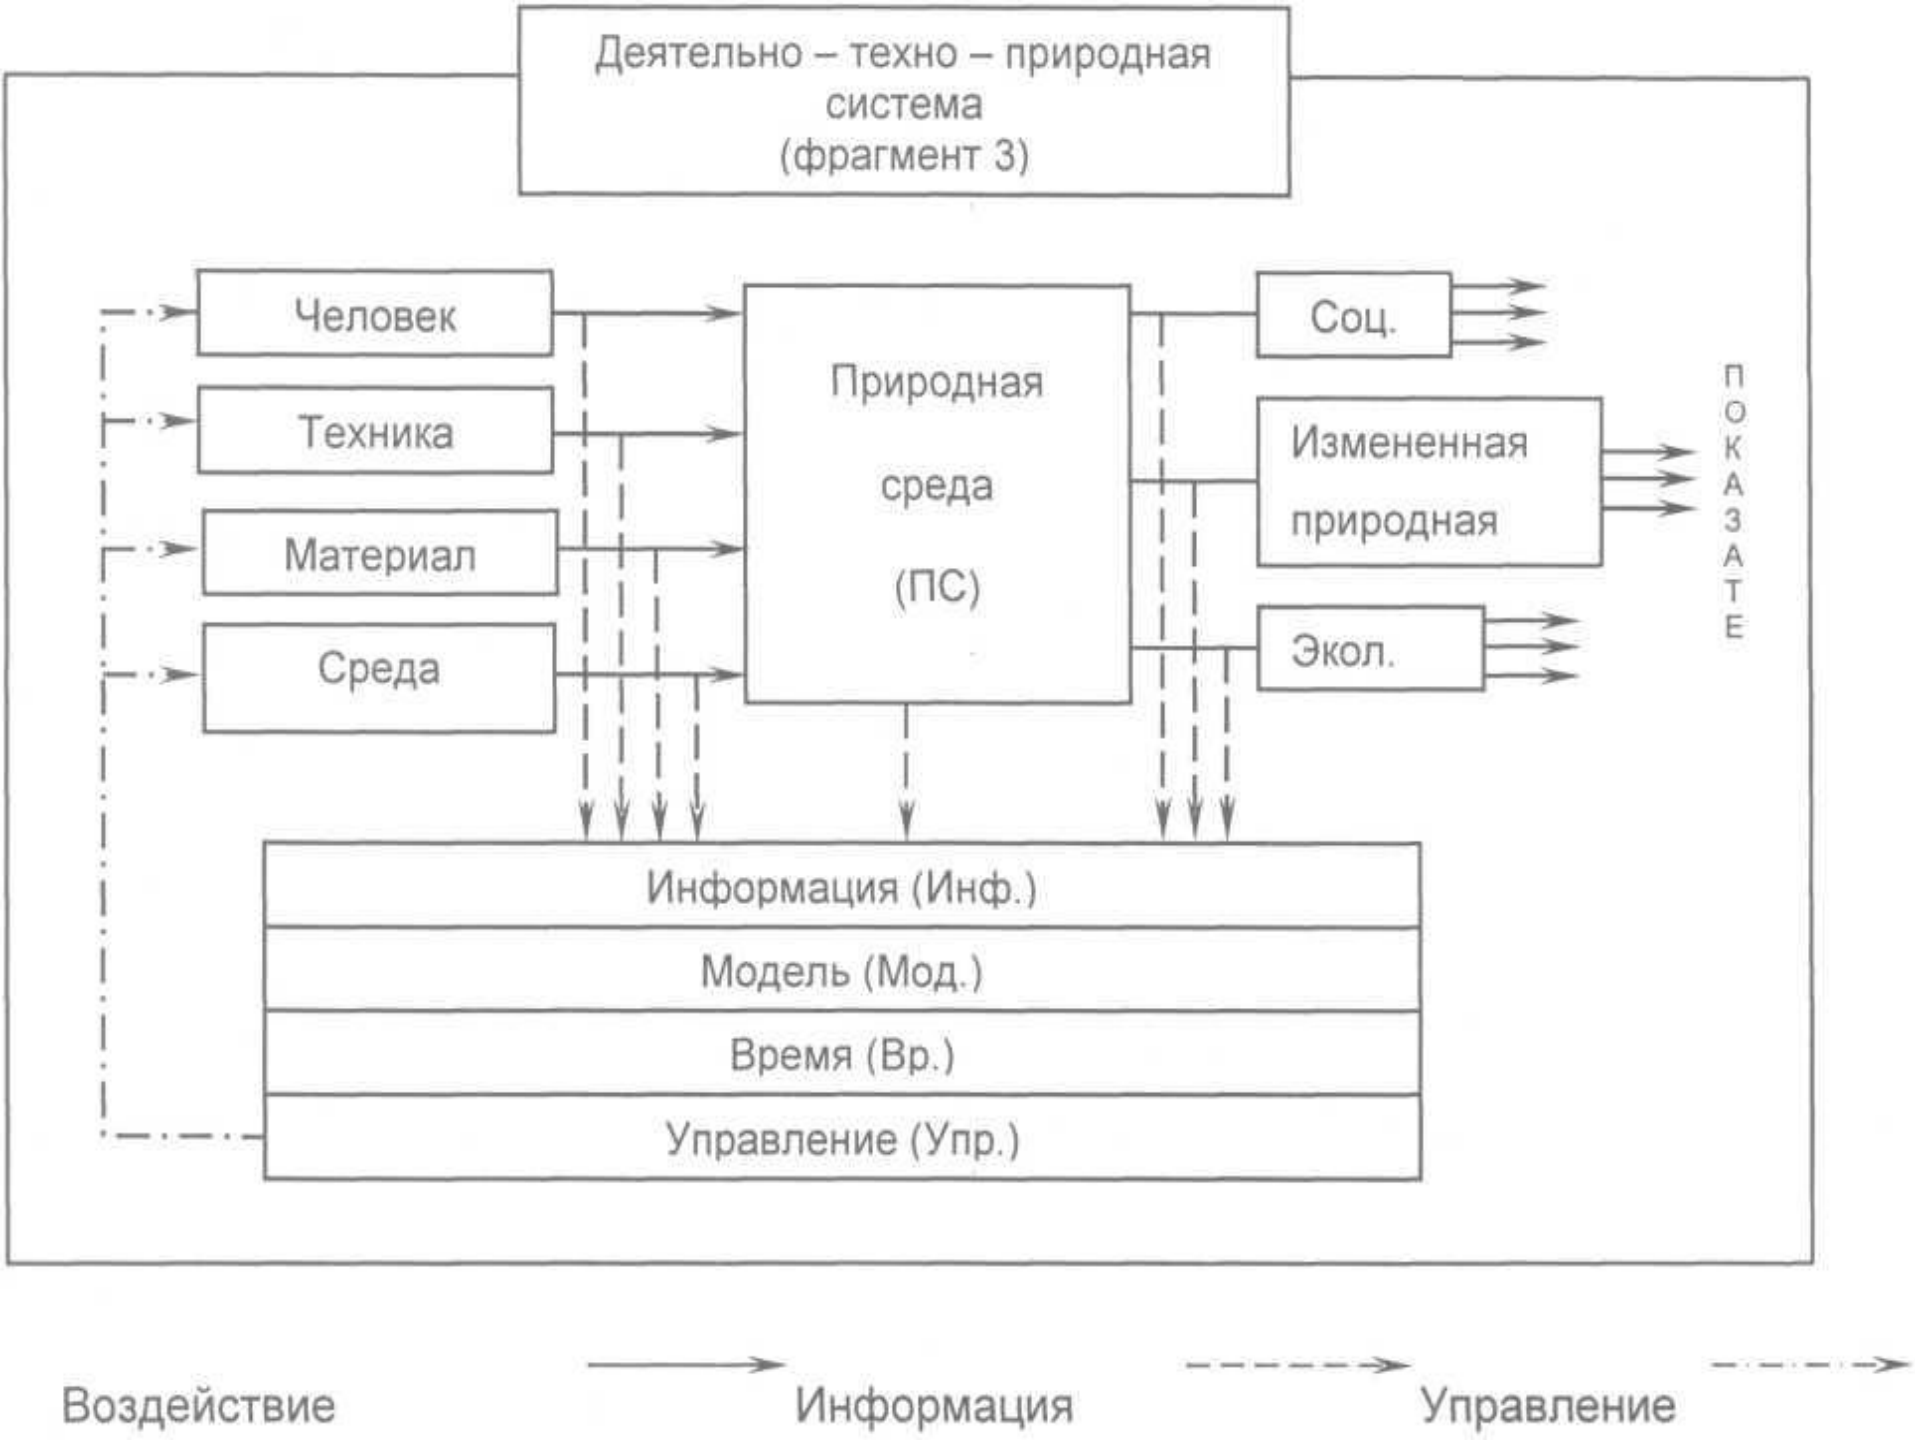 Деятельно – техно – природная
система
(фрагмент 3)
Человек
Техника
Материал
Среда
Природная
среда
(ПС)
Соц.
Измененная
природная
Экол.
ПОКАЗАТЕ
Информация (Инф.)
Модель (Мод.)
Время (Вр.)
Управление (Упр.)
Воздействие
Информация
Управление